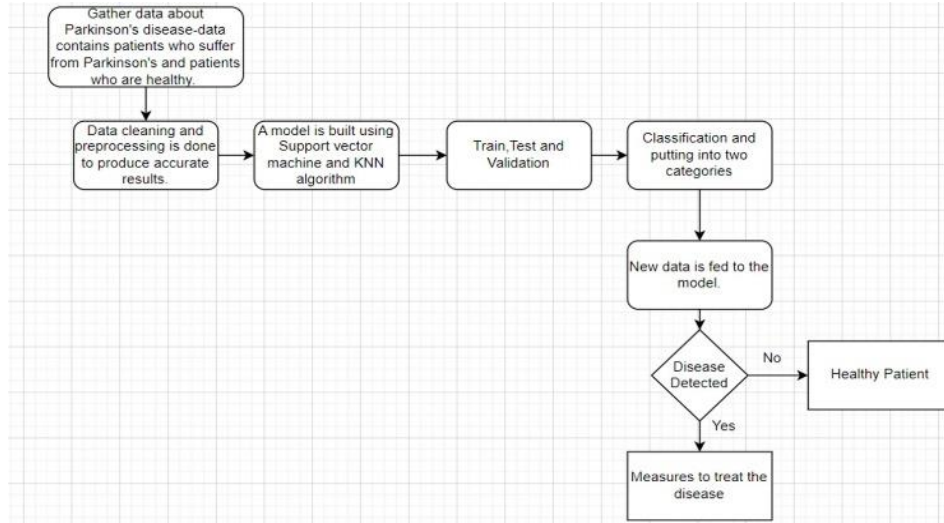 Gather data about
Parkinson's disease-data
contains patients who suffer
from Parkinson's and patients
who are healthy.
Data cleaning and
preprocessing is done
to produce accurate
results.
A model is built using
Support vector
machine and KNN
algorithm
Train,Test and
Validation
Classification and
putting into two
categories
New data is fed to the
model.
Disease
Detected
No
Healthy Patient
Yes
Measures to treat the
disease